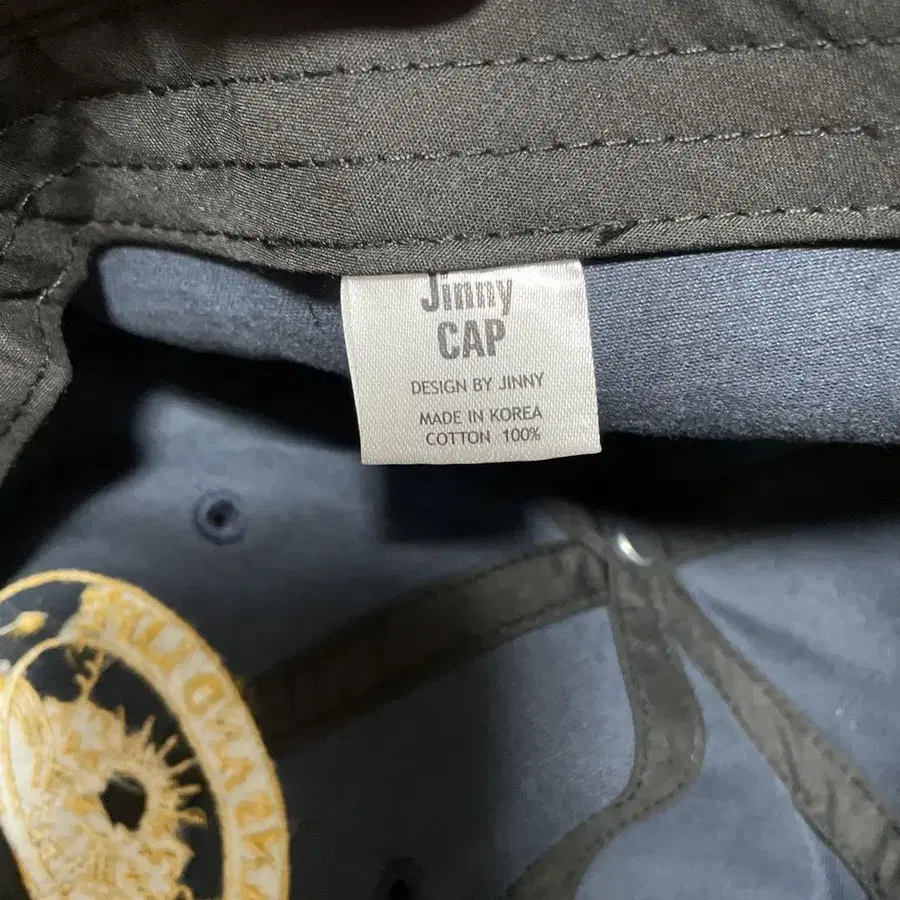 Jinny
CAP
DESIGN BY JINNY
MADE IN KOREA
COTTON 100%